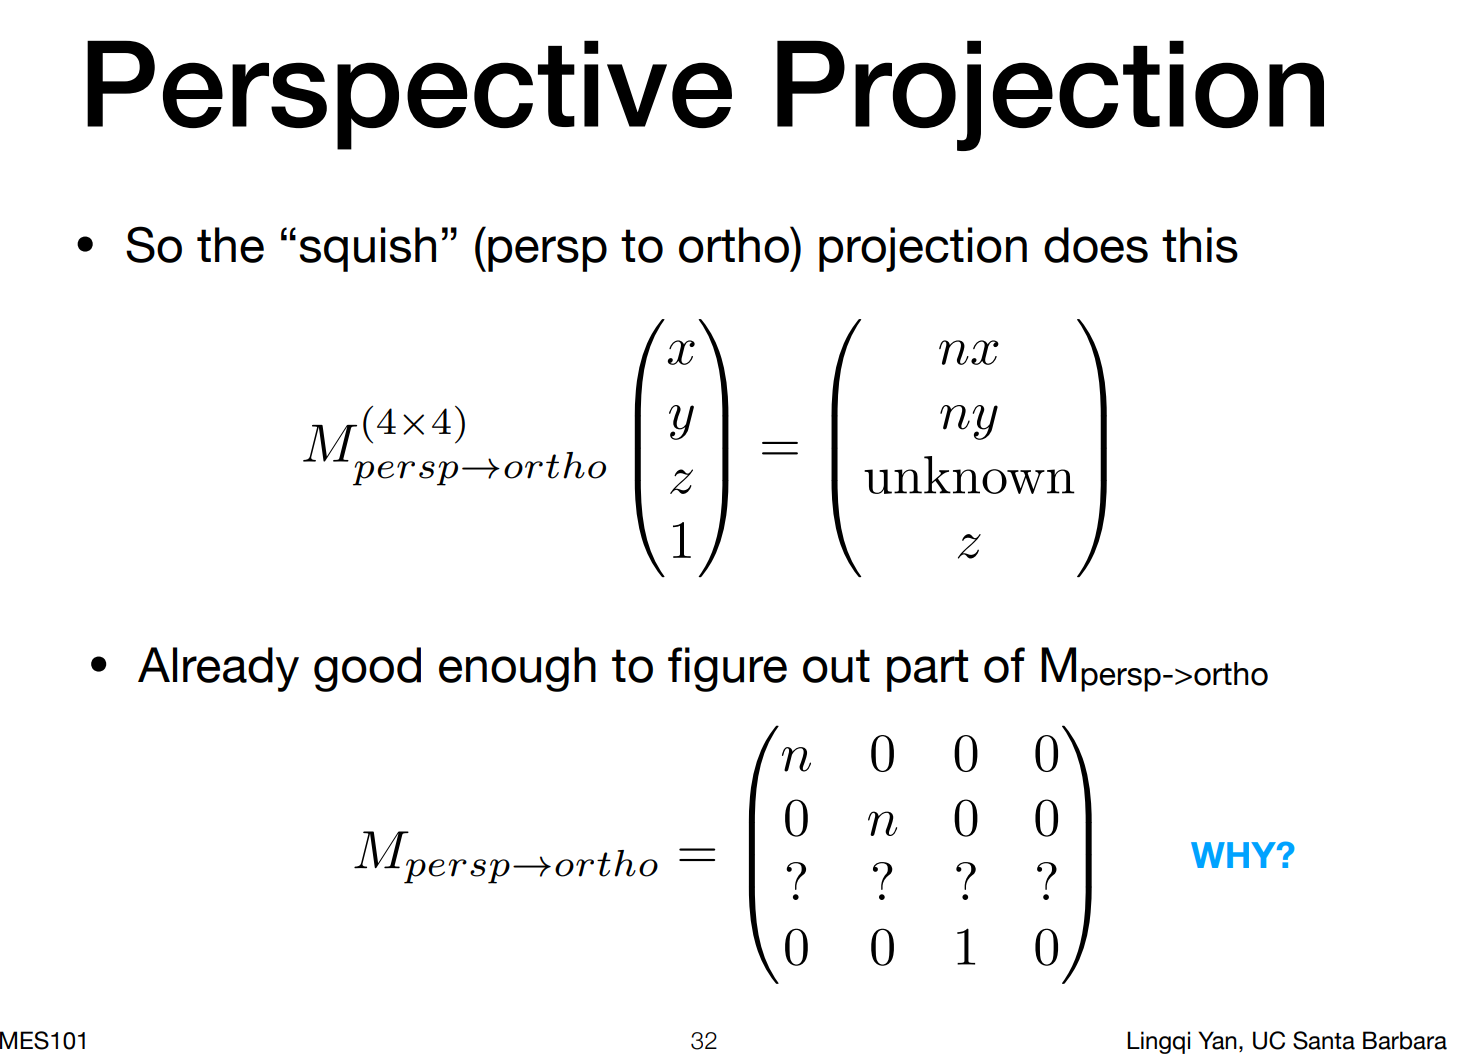 Perspective Projection
• So the “squish” (persp to ortho) projection does this
$M_{persp \to ortho}^{(4 \times 4)} \begin{pmatrix} x \\ y \\ z \\ 1 \end{pmatrix} = \begin{pmatrix} nx \\ ny \\ \text{unknown} \\ z \end{pmatrix}$
• Already good enough to figure out part of M_{persp->ortho}
$M_{persp \to ortho} = \begin{pmatrix} n & 0 & 0 & 0 \\ 0 & n & 0 & 0 \\ ? & ? & ? & ? \\ 0 & 0 & 1 & 0 \end{pmatrix}$ WHY?
MES101 32 Lingqi Yan, UC Santa Barbara